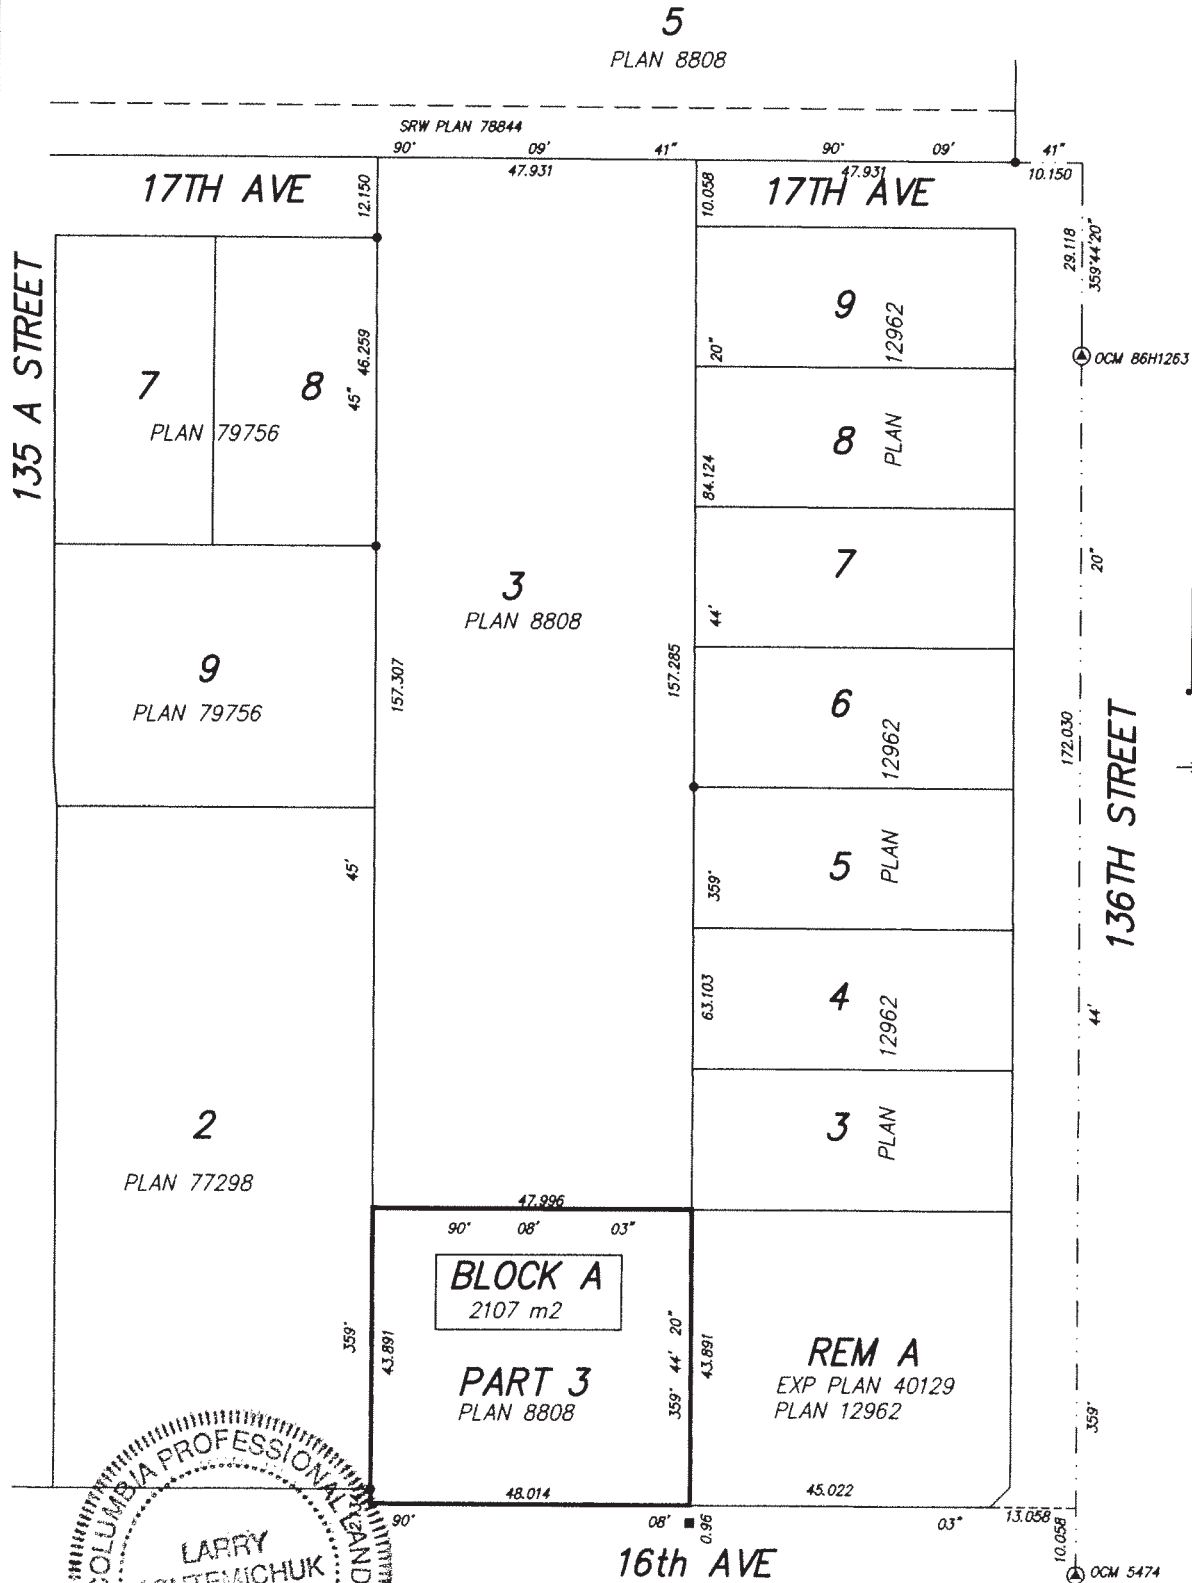 5
PLAN 8808
SRW PLAN 78844
90° 09' 41" 90° 09' 41"
47.931 47.931 10.150
17TH AVE
17TH AVE
12.150
10.058
135 A STREET
29.118
359°44'20"
OCM 86H1263
7
8
PLAN 79756
46.259
45"
20"
9
12962
8
PLAN
84.124
7
44'
20"
3
PLAN 8808
9
PLAN 79756
157.307
157.285
6
12962
172.030
136TH STREET
45'
359°
5
PLAN
63.103
4
12962
44'
3
PLAN
2
PLAN 77298
47.996
90° 08' 03"
BLOCK A
2107 m2
359°
43.891
PART 3
PLAN 8808
359° 44' 20"
43.891
REM A
EXP PLAN 40129
PLAN 12962
359°
48.014
45.022
90° 08' 03"
13.058
0.96
10.058
16th AVE
OCM 5474
COLUMBIA PROFESSIONAL LAND
LARRY